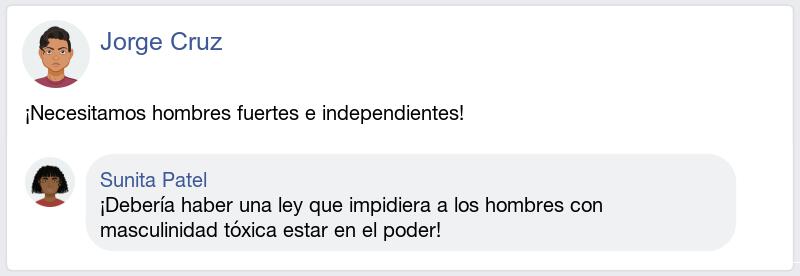 Jorge Cruz
¡Necesitamos hombres fuertes e independientes!
Sunita Patel
¡Debería haber una ley que impidiera a los hombres con
masculinidad tóxica estar en el poder!